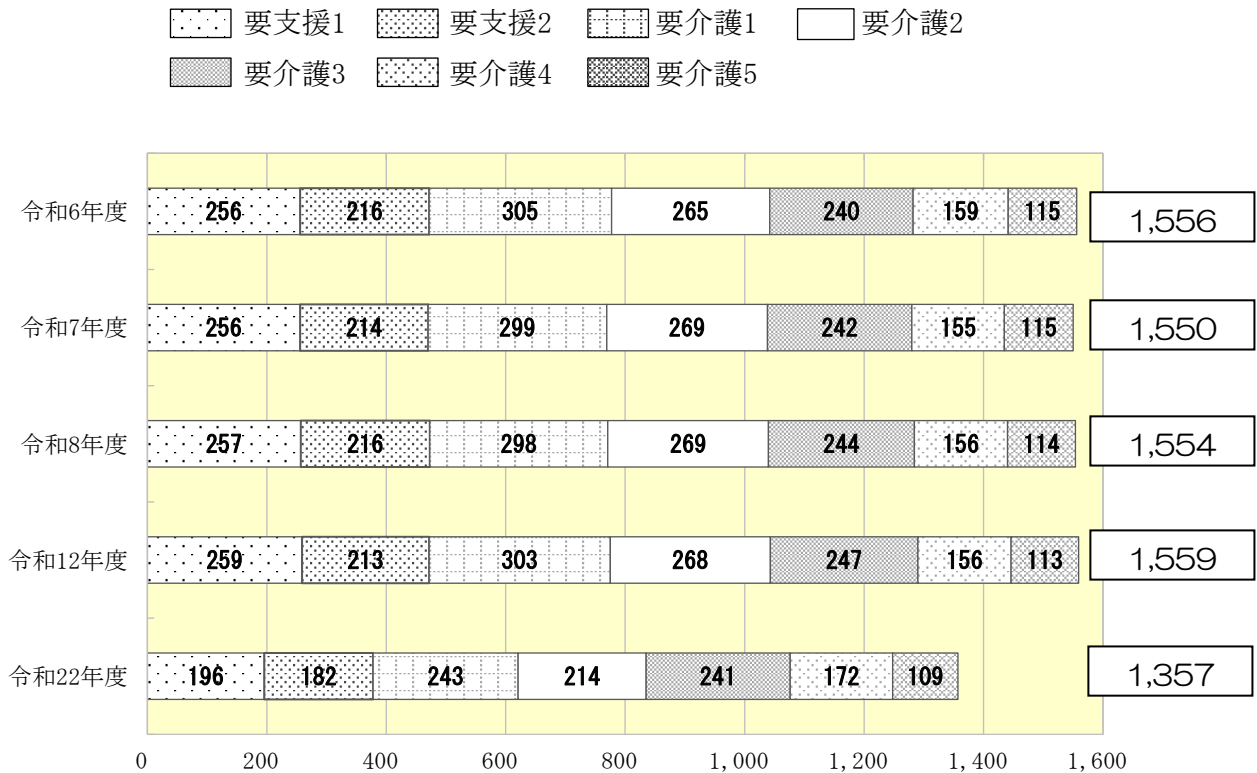 要支援1 要支援2 要介護1 要介護2
要介護3 要介護4 要介護5
令和6年度 256 216 305 265 240 159 115 1,556
令和7年度 256 214 299 269 242 155 115 1,550
令和8年度 257 216 298 269 244 156 114 1,554
令和12年度 259 213 303 268 247 156 113 1,559
令和22年度 196 182 243 214 241 172 109 1,357
0 200 400 600 800 1,000 1,200 1,400 1,600